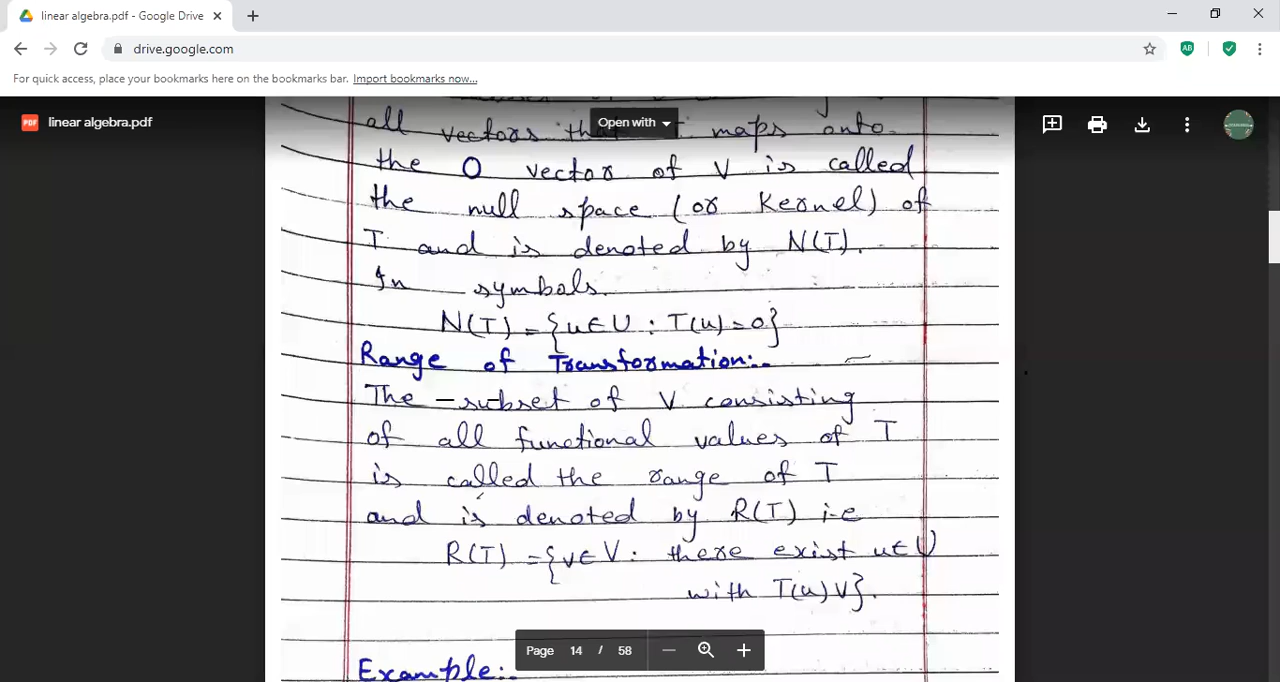 linear algebra.pdf - Google Drive
drive.google.com
For quick access, place your bookmarks here on the bookmarks bar. Import bookmarks now...
linear algebra.pdf
Open with
all vectors that maps onto
the O vector of V is called
the null space (or Kernel) of
T and is denoted by N(T).
In symbols.
N(T) = {u∈U : T(u)=0}
Range of Transformation:.
The subset of V consisting
of all functional values of T
is called the range of T
and is denoted by R(T) i-e
R(T) = {v∈V : there exist u∈U
with T(u)V}.
Example:.
Page 14 / 58